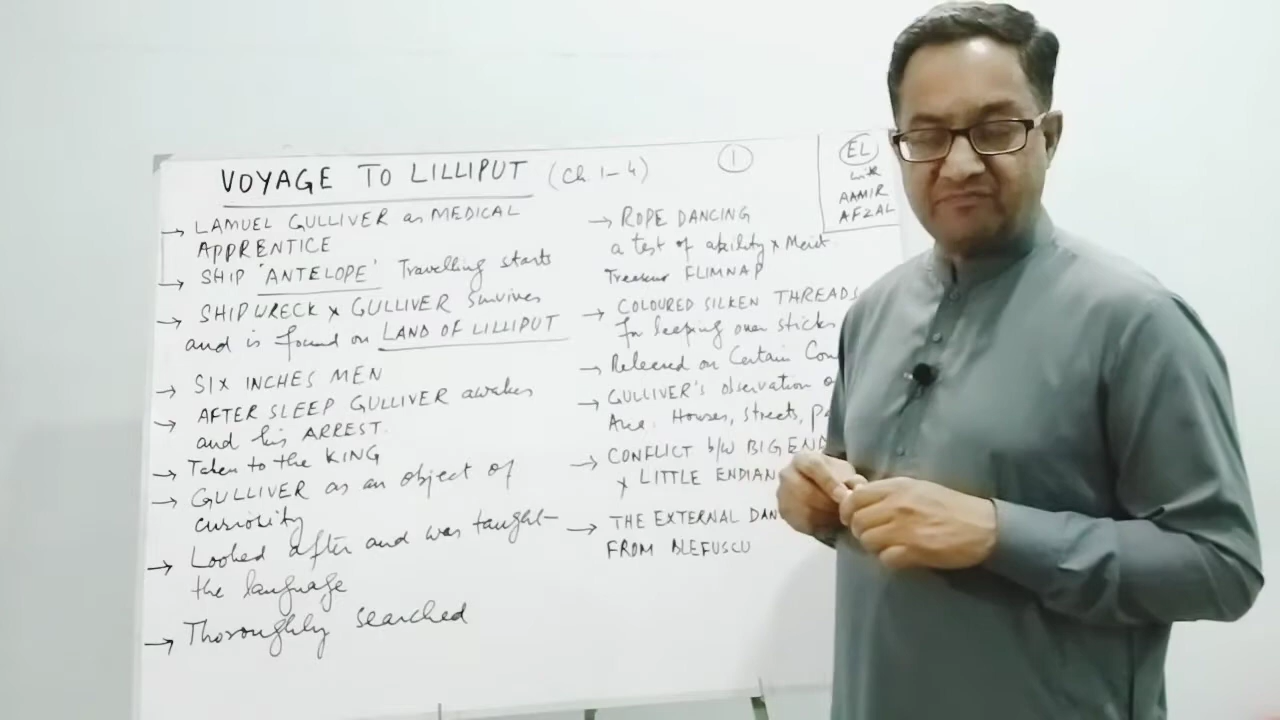 VOYAGE TO LILLIPUT (Ch 1-4)
1
EL
with
AAMIR
AFZAL
→ LAMUEL GULLIVER as MEDICAL
APPRENTICE
→ SHIP 'ANTELOPE' Travelling starts
→ SHIPWRECK x GULLIVER Survives
and is found on LAND OF LILLIPUT
→ SIX INCHES MEN
→ AFTER SLEEP GULLIVER awakes
and his ARREST.
→ Taken to the KING
→ GULLIVER as an object of
curiosity
→ Looked after and was taught
the language
→ Thoroughly searched
→ ROPE DANCING
a test of ability x Merit
FLIMNAP
→ COLOURED SILKEN THREADS
for leeping over sticks
→ Released on Certain Con
→ GULLIVER'S observation
Houses, Streets,
→ CONFLICT b/w BIG END
x LITTLE ENDIAN
→ THE EXTERNAL DAN
FROM BLEFUSCU